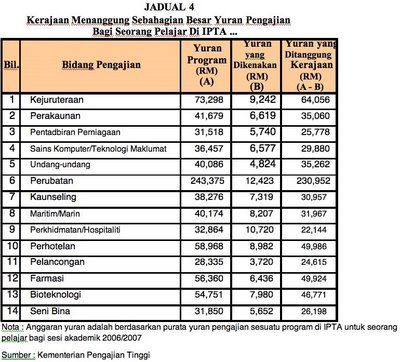 JADUAL 4
Kerajaan Menanggung Sebahagian Besar Yuran Pengajian
Bagi Seorang Pelajar Di IPTA ...
Bil. Bidang Pengajian Yuran Program (RM) (A) Yuran yang Dikenakan (RM) (B) Yuran yang Ditanggung Kerajaan (RM) (A - B)
1 Kejuruteraan 73,298 9,242 64,056
2 Perakaunan 41,679 6,619 35,060
3 Pentadbiran Perniagaan 31,518 5,740 25,778
4 Sains Komputer/Teknologi Maklumat 36,457 6,577 29,880
5 Undang-undang 40,086 4,824 35,262
6 Perubatan 243,375 12,423 230,952
7 Kaunseling 38,276 7,319 30,957
8 Maritim/Marin 40,174 8,207 31,967
9 Perkhidmatan/Hospitaliti 32,864 10,720 22,144
10 Perhotelan 58,968 8,982 49,986
11 Pelancongan 28,335 3,720 24,615
12 Farmasi 56,360 6,436 49,924
13 Bioteknologi 54,751 7,980 46,771
14 Seni Bina 31,850 5,652 26,198
Nota : Anggaran yuran adalah berdasarkan purata yuran pengajian sesuatu program di IPTA untuk seorang
pelajar bagi sesi akademik 2006/2007
Sumber : Kementerian Pengajian Tinggi